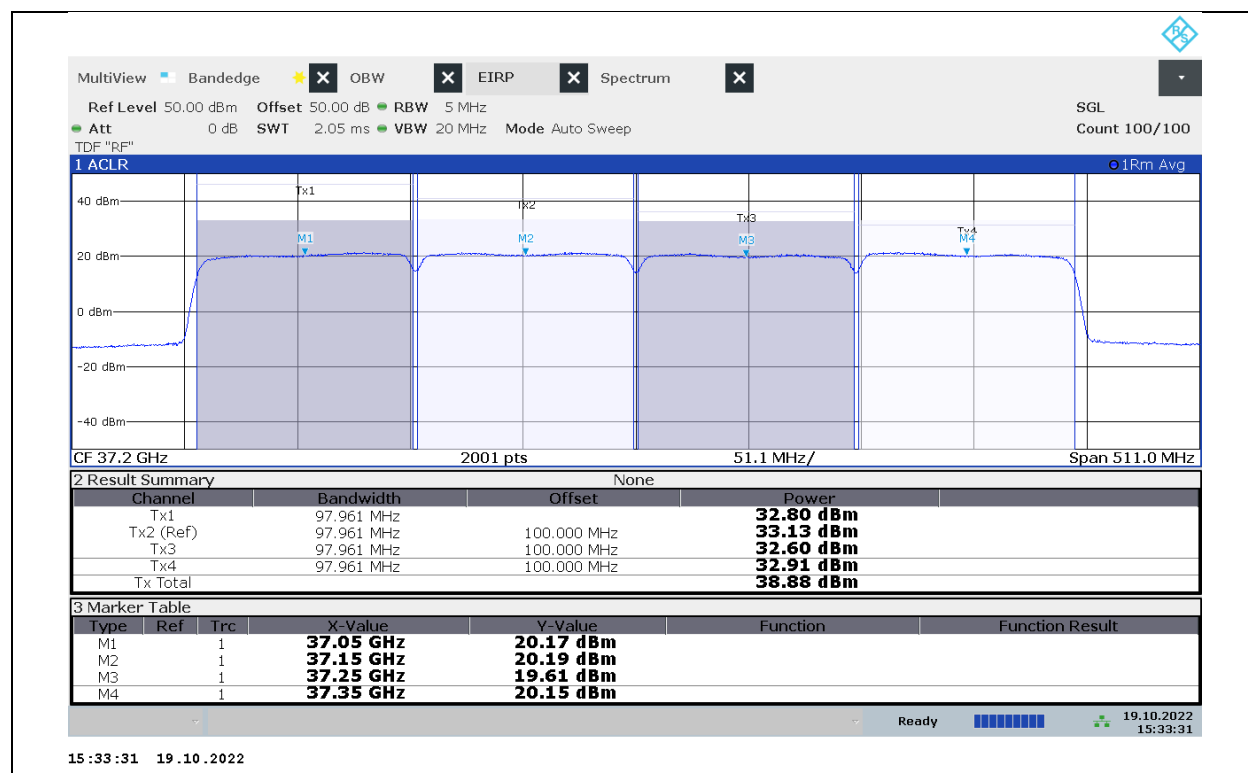 R&S
MultiView Bandedge OBW EIRP Spectrum
Ref Level 50.00 dBm Offset 50.00 dB RBW 5 MHz SGL
Att 0 dB SWT 2.05 ms VBW 20 MHz Mode Auto Sweep Count 100/100
TDF "RF"
1 ACLR 1Rm Avg
Tx1
40 dBm
Tx2
Tx3
Tx4
M1 M2 M3 M4
20 dBm
0 dBm
-20 dBm
-40 dBm
CF 37.2 GHz 2001 pts 51.1 MHz/ Span 511.0 MHz
2 Result Summary None
Channel Bandwidth Offset Power
Tx1 97.961 MHz 32.80 dBm
Tx2 (Ref) 97.961 MHz 100.000 MHz 33.13 dBm
Tx3 97.961 MHz 100.000 MHz 32.60 dBm
Tx4 97.961 MHz 100.000 MHz 32.91 dBm
Tx Total 38.88 dBm
3 Marker Table
Type Ref Trc X-Value Y-Value Function Function Result
M1 1 37.05 GHz 20.17 dBm
M2 1 37.15 GHz 20.19 dBm
M3 1 37.25 GHz 19.61 dBm
M4 1 37.35 GHz 20.15 dBm
Ready 19.10.2022
15:33:31
15:33:31 19.10.2022